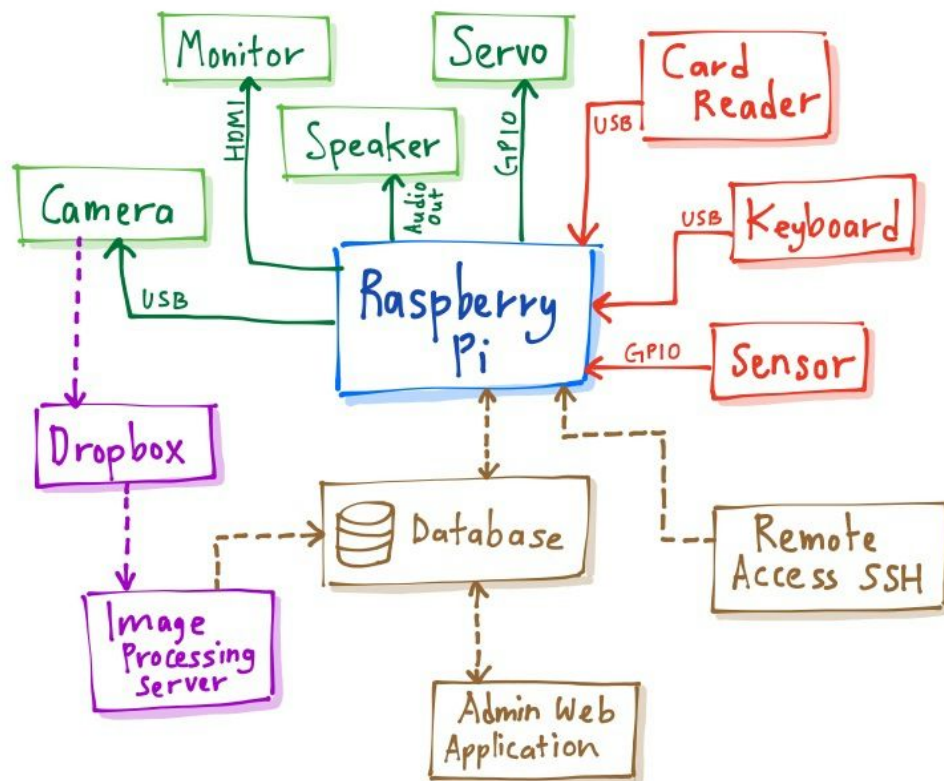 Monitor
Servo
Card
Reader
HDMI
Speaker
GPIO
USB
Camera
Audio
Out
USB
Keyboard
USB
Raspberry
Pi
GPIO
Sensor
Dropbox
Database
Remote
Access SSH
Image
Processing
Server
Admin Web
Application